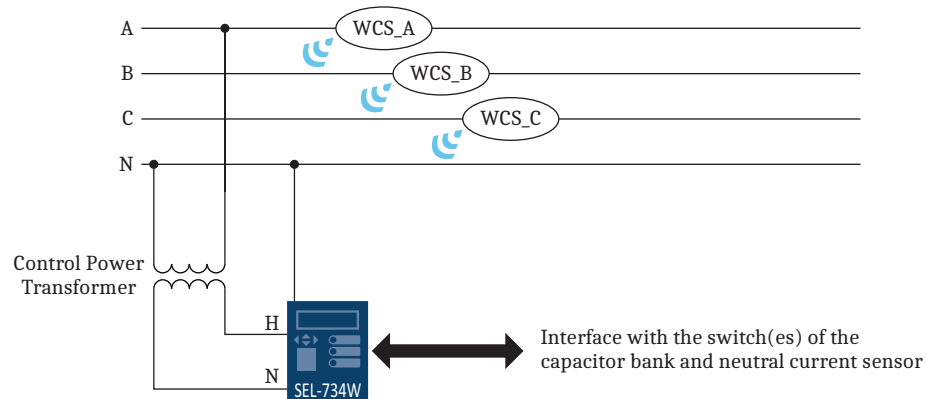 A
WCS_A
B
WCS_B
C
WCS_C
N
Control Power
Transformer
H
N
SEL-734W
Interface with the switch(es) of the
capacitor bank and neutral current sensor